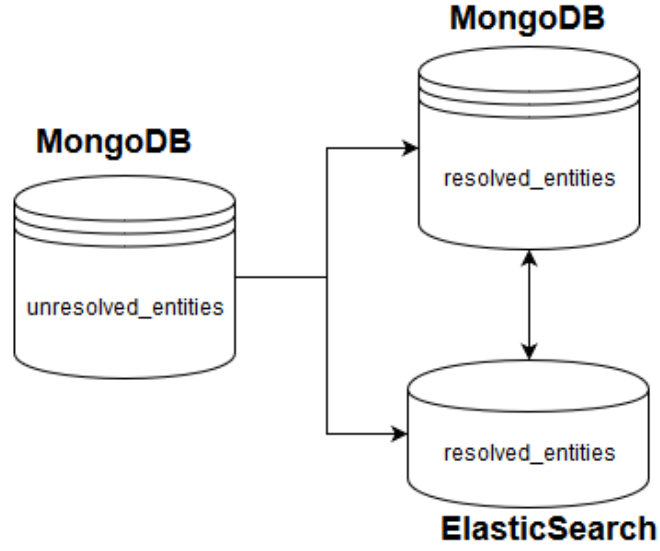 MongoDB
MongoDB
resolved_entities
unresolved_entities
resolved_entities
ElasticSearch